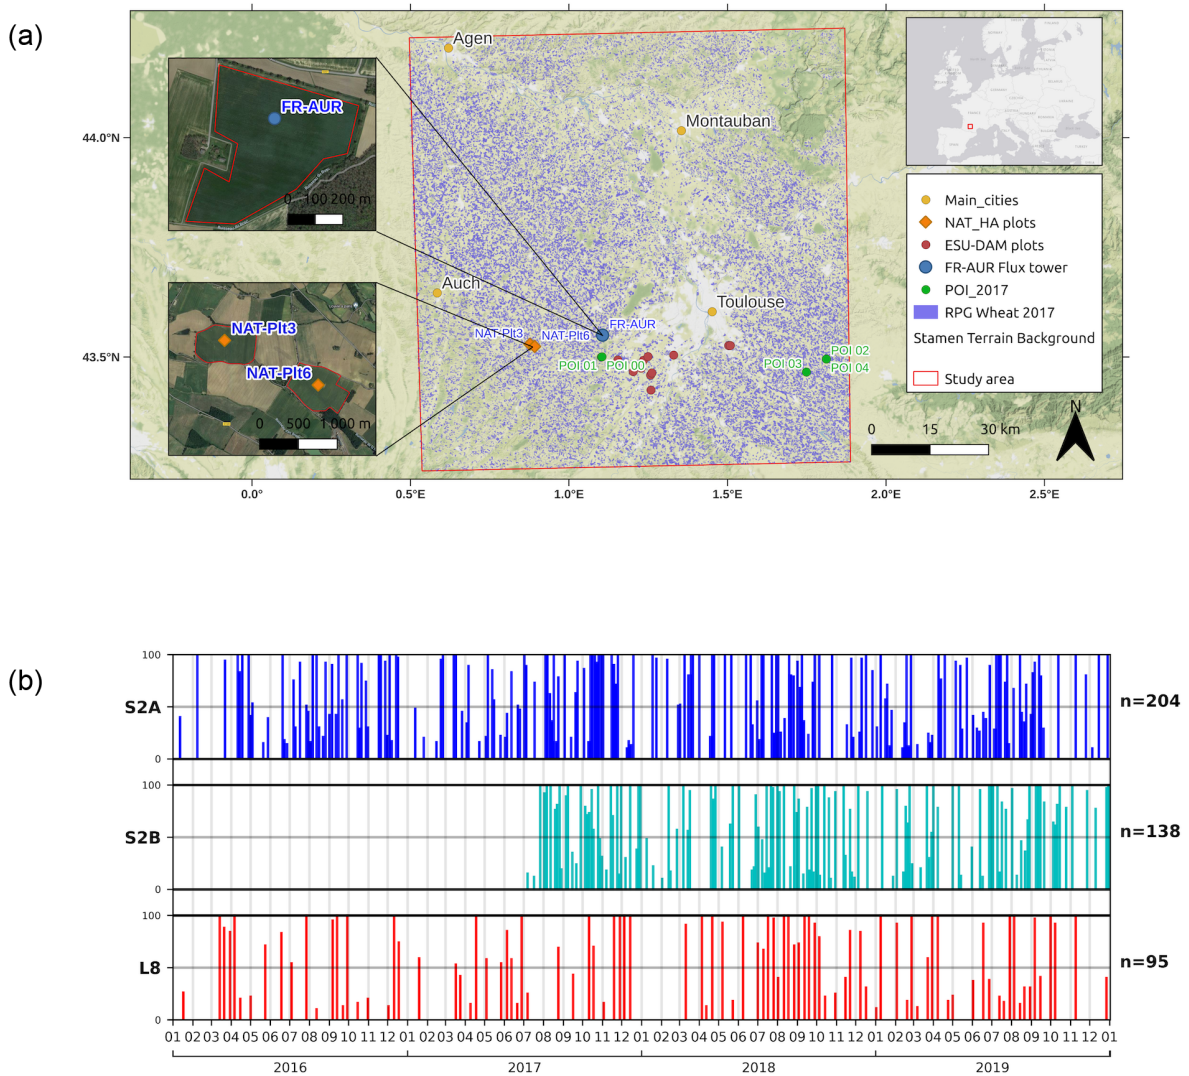 (a)
Agen
Montauban
Auch
Toulouse
44.0°N
43.5°N
FR-AUR
0 100 200 m
NAT-Plt3
NAT-Plt6
0 500 1 000 m
NAT-Plt3 NAT-Plt6 FR-AUR
POI 01 POI 00
POI 03 POI 02
POI 04
Main_cities
NAT_HA plots
ESU-DAM plots
FR-AUR Flux tower
POI_2017
RPG Wheat 2017
Stamen Terrain Background
Study area
N
0 15 30 km
0.0° 0.5°E 1.0°E 1.5°E 2.0°E 2.5°E
(b)
100
S2A n=204
0
100
S2B n=138
0
100
L8 n=95
0
01 02 03 04 05 06 07 08 09 10 11 12 01 02 03 04 05 06 07 08 09 10 11 12 01 02 03 04 05 06 07 08 09 10 11 12 01 02 03 04 05 06 07 08 09 10 11 12 01
2016 2017 2018 2019